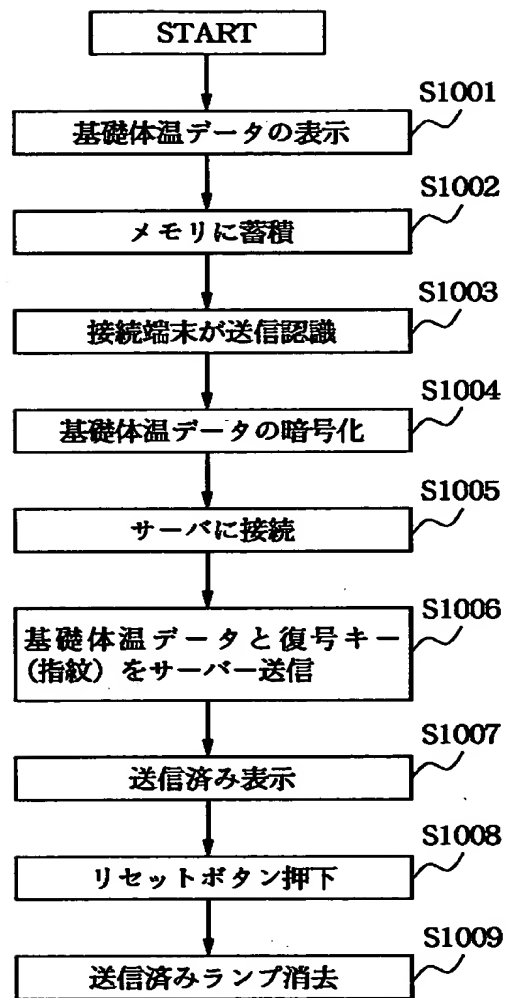 START
S1001
基礎体温データの表示
S1002
メモリに蓄積
S1003
接続端末が送信認識
S1004
基礎体温データの暗号化
S1005
サーバに接続
S1006
基礎体温データと復号キー
(指紋)をサーバー送信
S1007
送信済み表示
S1008
リセットボタン押下
S1009
送信済みランプ消去